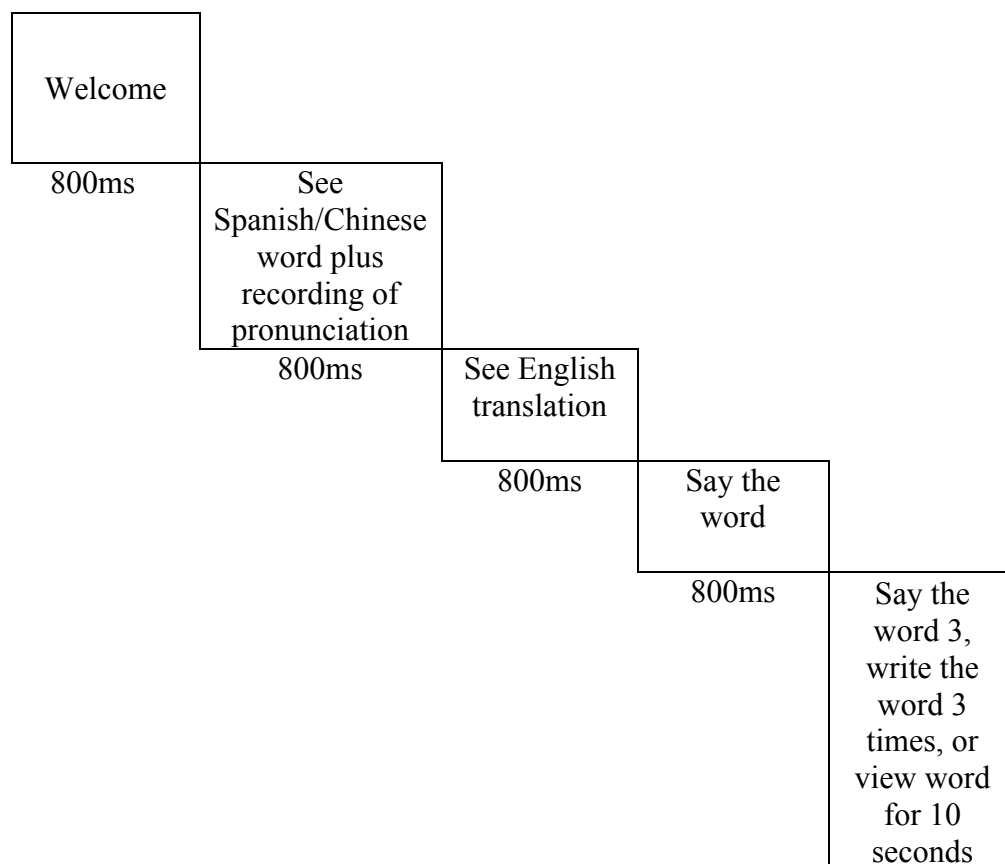 Welcome
800ms
See
Spanish/Chinese
word plus
recording of
pronunciation
800ms
See English
translation
800ms
Say the
word
800ms
Say the
word 3,
write the
word 3
times, or
view word
for 10
seconds